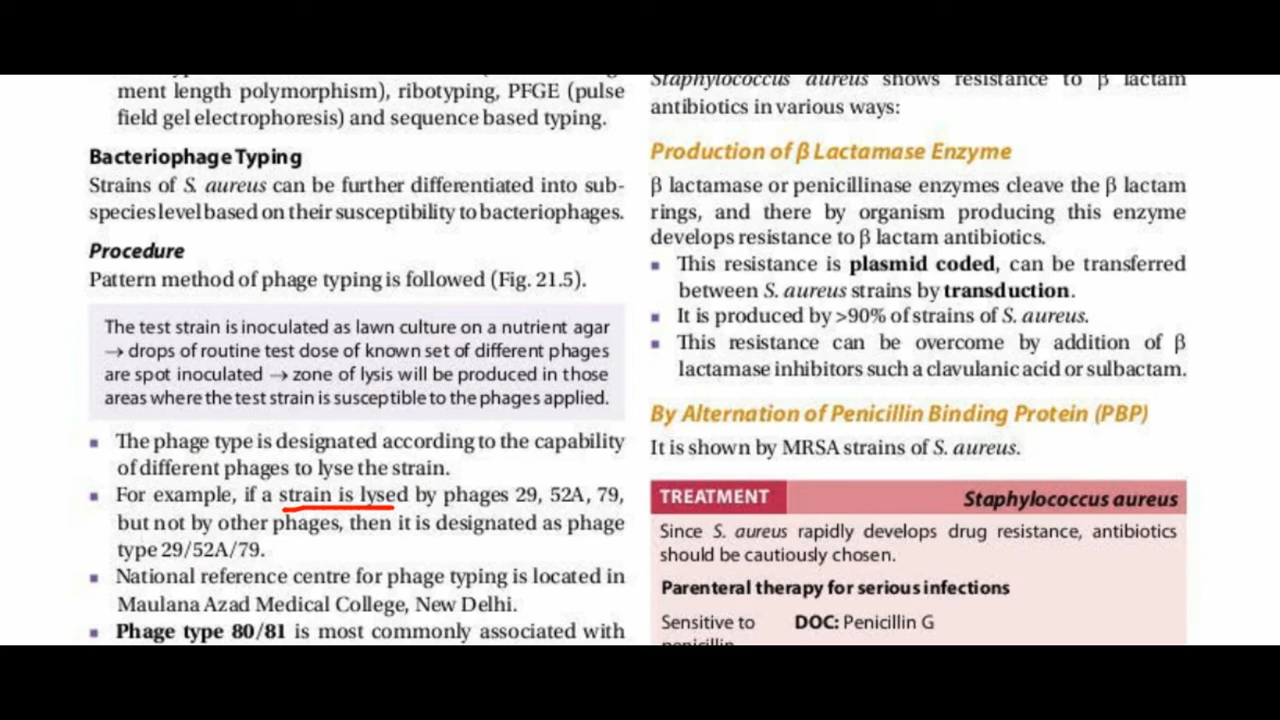 ment length polymorphism), ribotyping, PFGE (pulse
field gel electrophoresis) and sequence based typing.
Bacteriophage Typing
Strains of S. aureus can be further differentiated into sub-
species level based on their susceptibility to bacteriophages.
Procedure
Pattern method of phage typing is followed (Fig. 21.5).
The test strain is inoculated as lawn culture on a nutrient agar
→ drops of routine test dose of known set of different phages
are spot inoculated → zone of lysis will be produced in those
areas where the test strain is susceptible to the phages applied.
▪ The phage type is designated according to the capability
of different phages to lyse the strain.
▪ For example, if a strain is lysed by phages 29, 52A, 79,
but not by other phages, then it is designated as phage
type 29/52A/79.
▪ National reference centre for phage typing is located in
Maulana Azad Medical College, New Delhi.
▪ Phage type 80/81 is most commonly associated with
Staphylococcus aureus shows resistance to β lactam
antibiotics in various ways:
Production of β Lactamase Enzyme
β lactamase or penicillinase enzymes cleave the β lactam
rings, and there by organism producing this enzyme
develops resistance to β lactam antibiotics.
▪ This resistance is plasmid coded, can be transferred
between S. aureus strains by transduction.
▪ It is produced by >90% of strains of S. aureus.
▪ This resistance can be overcome by addition of β
lactamase inhibitors such a clavulanic acid or sulbactam.
By Alternation of Penicillin Binding Protein (PBP)
It is shown by MRSA strains of S. aureus.
TREATMENT Staphylococcus aureus
Since S. aureus rapidly develops drug resistance, antibiotics
should be cautiously chosen.
Parenteral therapy for serious infections
Sensitive to DOC: Penicillin G
penicillin